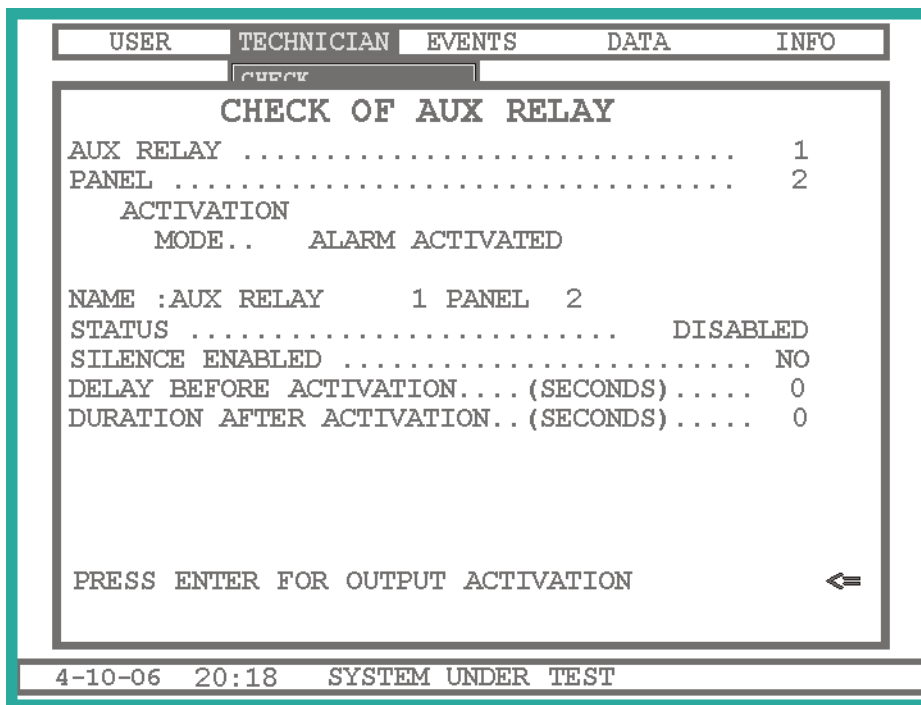 USER TECHNICIAN EVENTS DATA INFO
CHECK
CHECK OF AUX RELAY
AUX RELAY .............................. 1
PANEL .................................. 2
ACTIVATION
MODE.. ALARM ACTIVATED
NAME :AUX RELAY 1 PANEL 2
STATUS .......................... DISABLED
SILENCE ENABLED ......................... NO
DELAY BEFORE ACTIVATION....(SECONDS)..... 0
DURATION AFTER ACTIVATION..(SECONDS)..... 0
PRESS ENTER FOR OUTPUT ACTIVATION <=
4-10-06 20:18 SYSTEM UNDER TEST